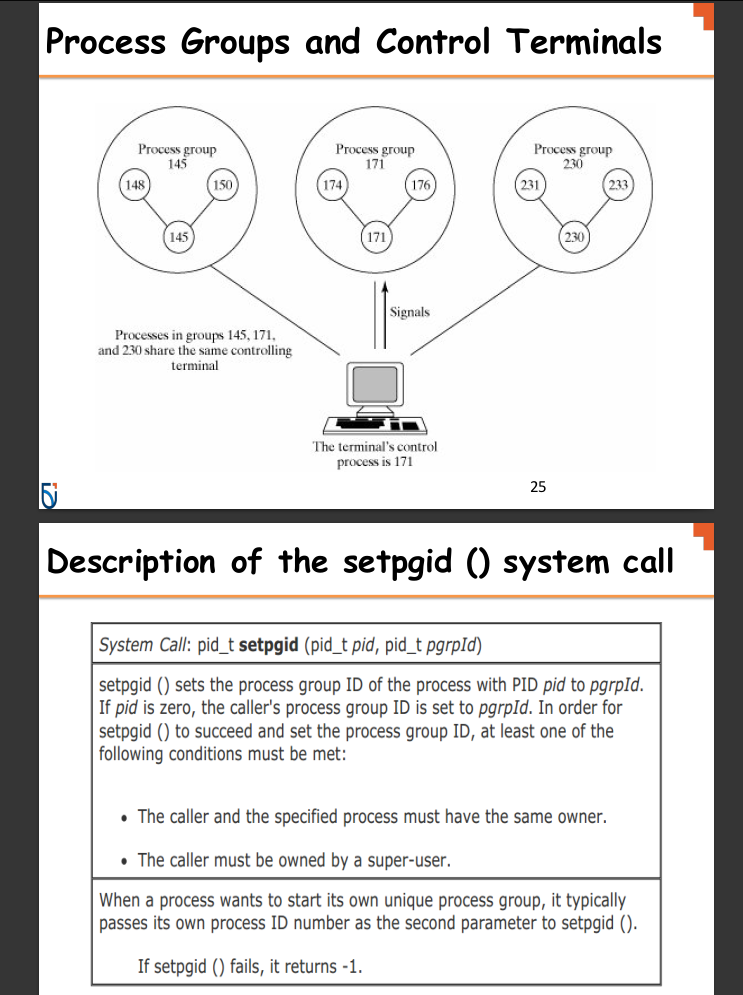 Process Groups and Control Terminals
Process group
145
148
150
145
Process group
171
174
176
171
Process group
230
231
233
230
Signals
Processes in groups 145, 171,
and 230 share the same controlling
terminal
The terminal's control
process is 171
25
Description of the setpgid () system call
System Call: pid_t setpgid (pid_t pid, pid_t pgrpId)
setpgid () sets the process group ID of the process with PID pid to pgrpId.
If pid is zero, the caller's process group ID is set to pgrpId. In order for
setpgid () to succeed and set the process group ID, at least one of the
following conditions must be met:
• The caller and the specified process must have the same owner.
• The caller must be owned by a super-user.
When a process wants to start its own unique process group, it typically
passes its own process ID number as the second parameter to setpgid ().
If setpgid () fails, it returns -1.